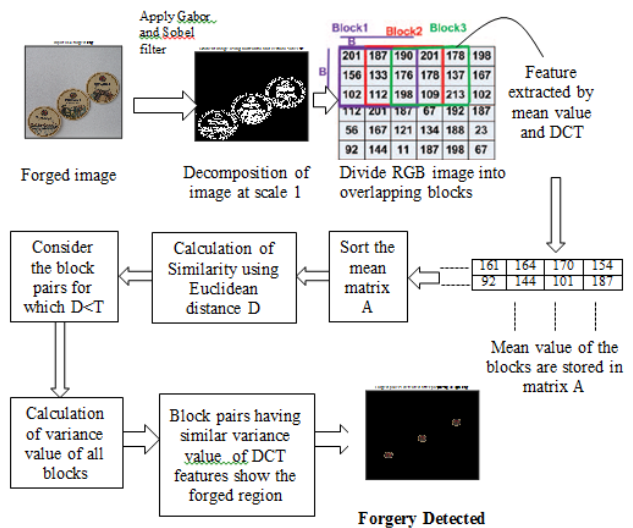 Apply Gabor
and Sobel
filter
Block1
Block2
Block3
B
B
201 187 190 201 178 198
156 133 176 178 137 167
102 112 198 109 213 102
112 201 187 67 192 187
56 167 121 134 188 23
92 144 11 187 198 67
Feature
extracted by
mean value
and DCT
Forged image
Decomposition of
image at scale 1
Divide RGB image into
overlapping blocks
Consider
the block
pairs for
which D<T
Calculation of
Similarity using
Euclidean
distance D
Sort the
mean
matrix
A
161 164 170 154
92 144 101 187
Mean value of the
blocks are stored in
matrix A
Calculation
of variance
value of all
blocks
Block pairs having
similar variance
value of DCT
features show the
forged region
Forgery Detected